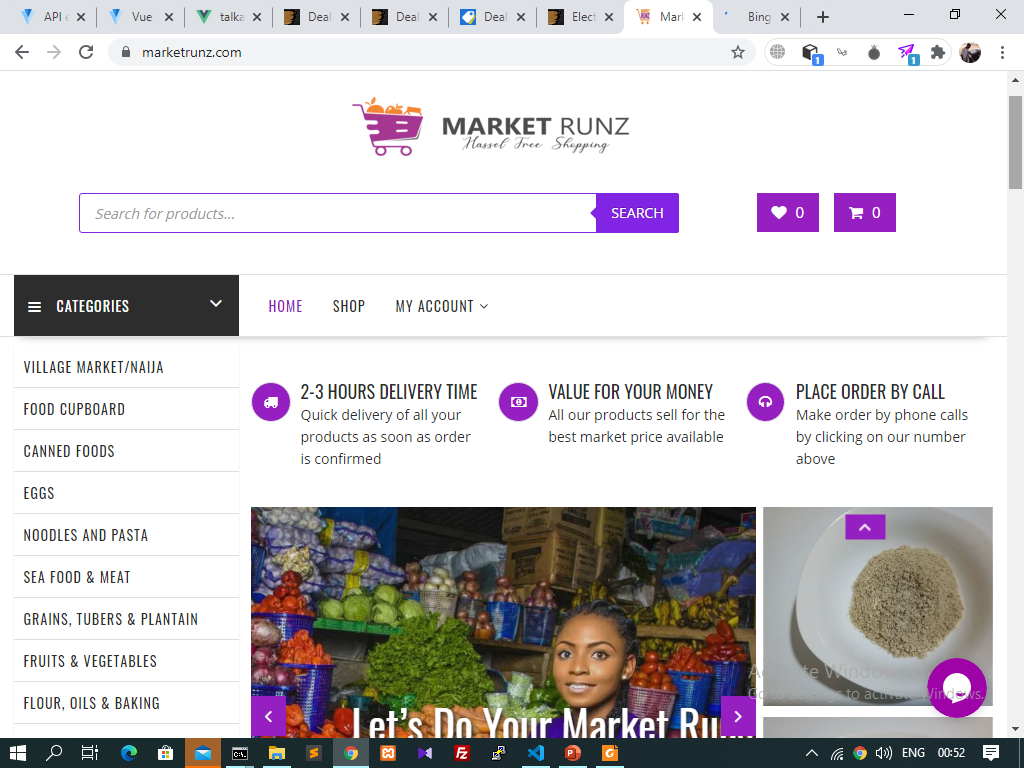 API e
Vue
talka
Deal
Deal
Deal
Elect
Mark
Bing
marketrunz.com
1
1
MARKET RUNZ
Hassel Free Shopping
Search for products...
SEARCH
0
0
CATEGORIES
HOME
SHOP
MY ACCOUNT
VILLAGE MARKET/NAIJA
FOOD CUPBOARD
CANNED FOODS
EGGS
NOODLES AND PASTA
SEA FOOD & MEAT
GRAINS, TUBERS & PLANTAIN
FRUITS & VEGETABLES
FLOUR, OILS & BAKING
2-3 HOURS DELIVERY TIME
Quick delivery of all your
products as soon as order
is confirmed
VALUE FOR YOUR MONEY
All our products sell for the
best market price available
PLACE ORDER BY CALL
Make order by phone calls
by clicking on our number
above
Let's Do Your Market Run
Activate Windows
Go to Settings to activate Windows.
ENG
00:52